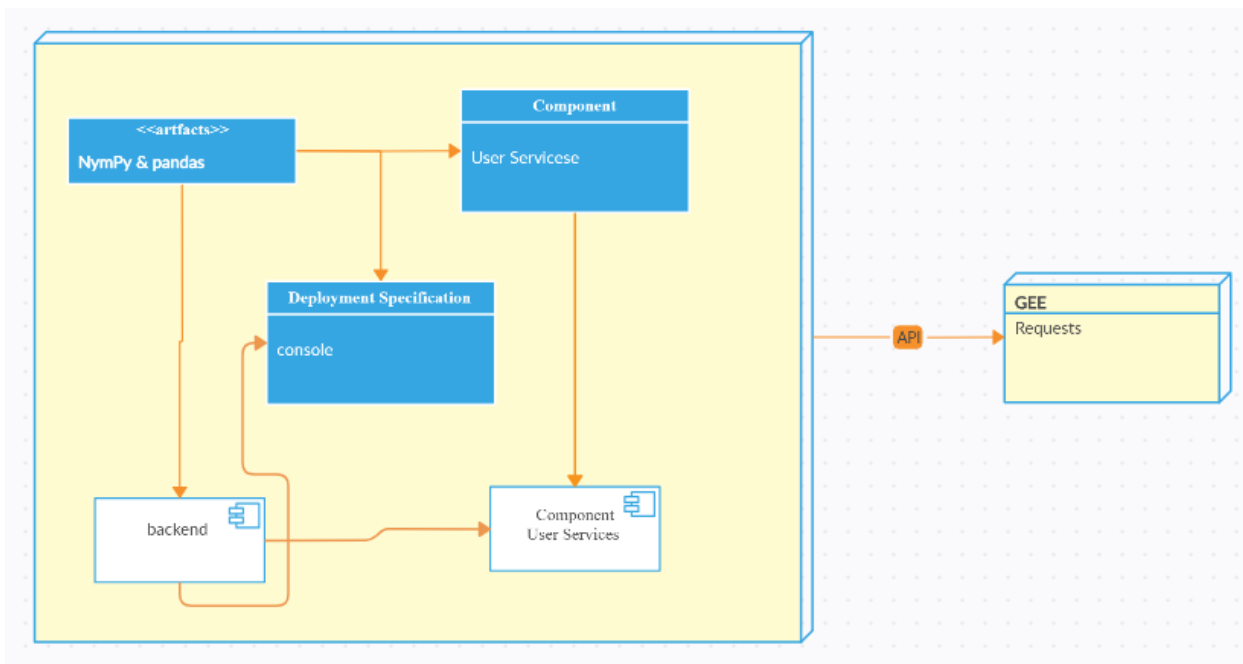 <<artfacts>>
NymPy & pandas
Component
User Servicese
Deployment Specification
console
backend
Component
User Services
API
GEE
Requests